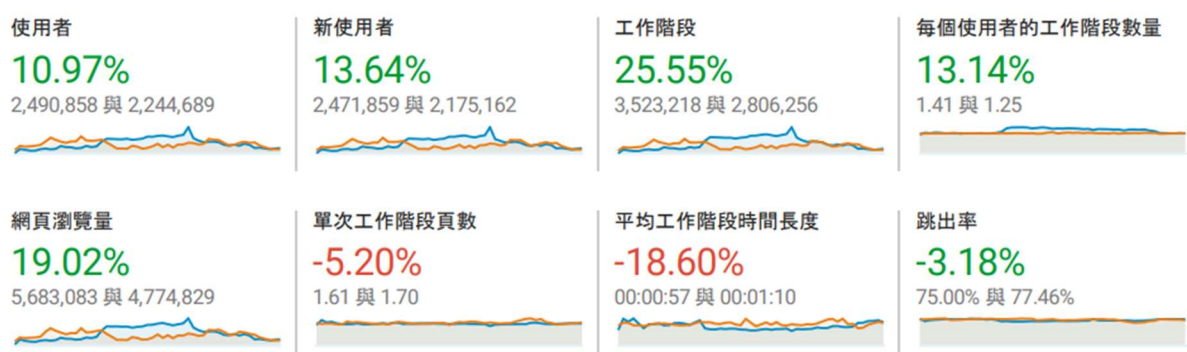 使用者
10.97%
2,490,858 與 2,244,689
新使用者
13.64%
2,471,859 與 2,175,162
工作階段
25.55%
3,523,218 與 2,806,256
每個使用者的工作階段數量
13.14%
1.41 與 1.25
網頁瀏覽量
19.02%
5,683,083 與 4,774,829
單次工作階段頁數
-5.20%
1.61 與 1.70
平均工作階段時間長度
-18.60%
00:00:57 與 00:01:10
跳出率
-3.18%
75.00% 與 77.46%